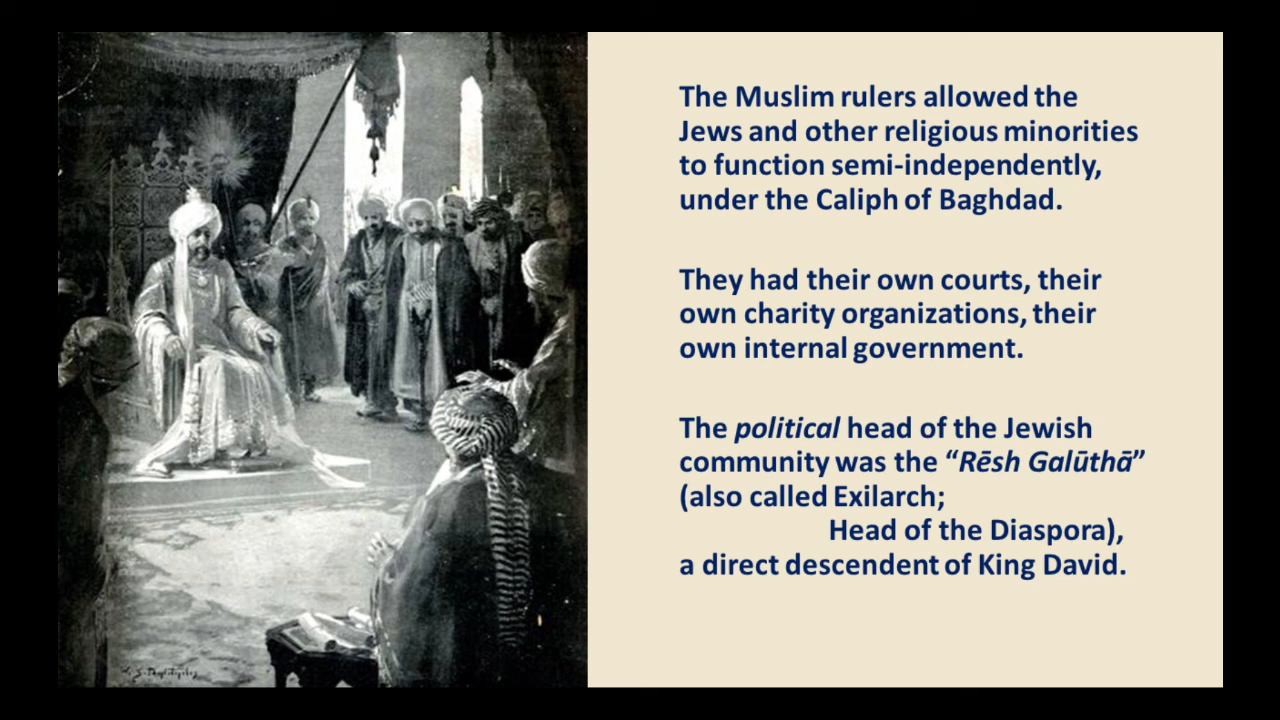 The Muslim rulers allowed the
Jews and other religious minorities
to function semi-independently,
under the Caliph of Baghdad.
They had their own courts, their
own charity organizations, their
own internal government.
The political head of the Jewish
community was the “Rēsh Galūthā”
(also called Exilarch;
Head of the Diaspora),
a direct descendent of King David.